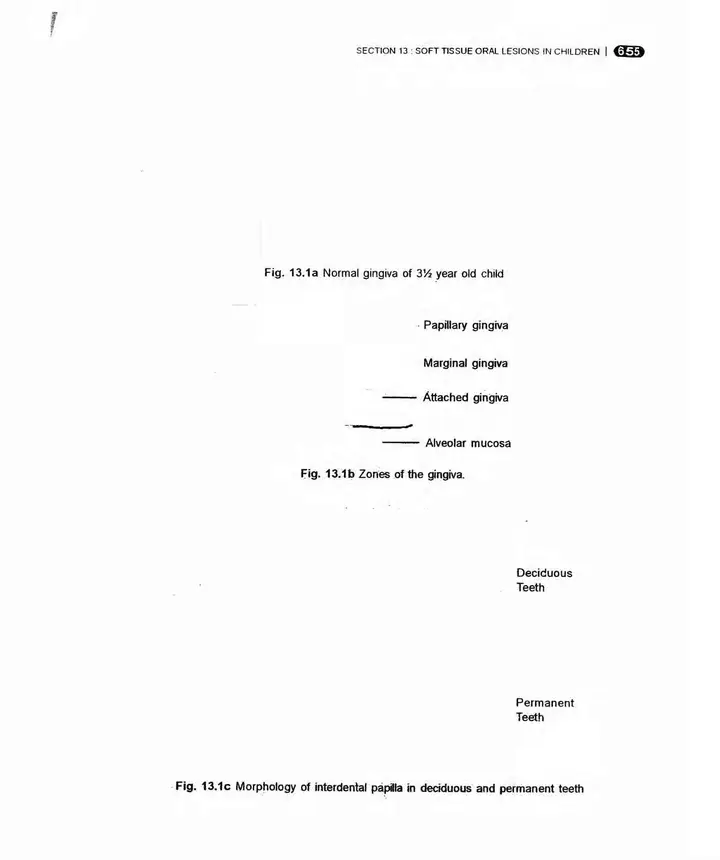 SECTION 13 : SOFT TISSUE ORAL LESIONS IN CHILDREN | 655
Fig. 13.1a Normal gingiva of 3½ year old child
Papillary gingiva
Marginal gingiva
Attached gingiva
Alveolar mucosa
Fig. 13.1b Zones of the gingiva.
Deciduous
Teeth
Permanent
Teeth
Fig. 13.1c Morphology of interdental papilla in deciduous and permanent teeth